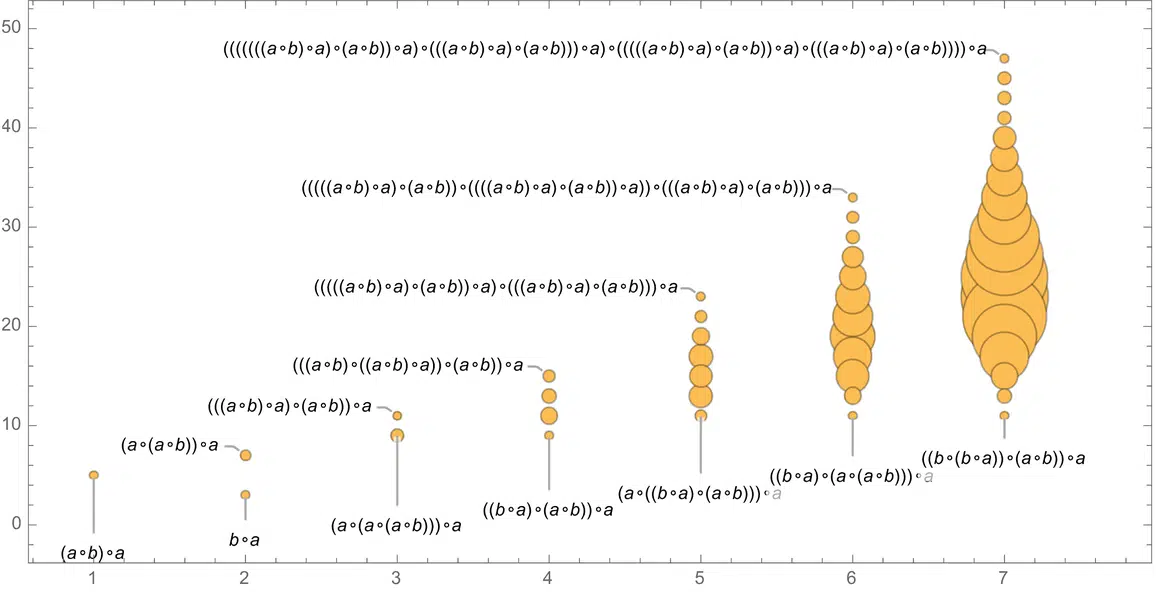 50
(((((((a∘b)∘a)∘(a∘b))∘a)∘(((a∘b)∘a)∘(a∘b)))∘a)∘(((((a∘b)∘a)∘(a∘b))∘a)∘(((a∘b)∘a)∘(a∘b))))∘a
40
(((((a∘b)∘a)∘(a∘b))∘((((a∘b)∘a)∘(a∘b))∘a))∘(((a∘b)∘a)∘(a∘b)))∘a
30
(((((a∘b)∘a)∘(a∘b))∘a)∘(((a∘b)∘a)∘(a∘b)))∘a
20
(((a∘b)∘((a∘b)∘a))∘(a∘b))∘a
(((a∘b)∘a)∘(a∘b))∘a
10
(a∘(a∘b))∘a
((b∘(b∘a))∘(a∘b))∘a
((b∘a)∘(a∘(a∘b)))∘a
(a∘((b∘a)∘(a∘b)))∘a
((b∘a)∘(a∘b))∘a
0
(a∘(a∘(a∘b)))∘a
b∘a
(a∘b)∘a
1 2 3 4 5 6 7